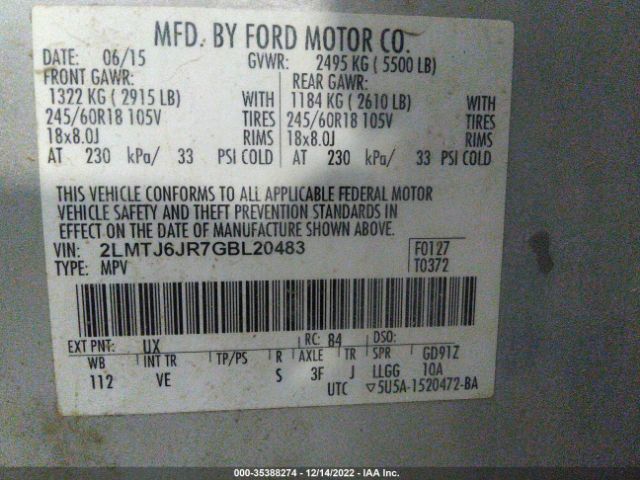 MFD. BY FORD MOTOR CO.
DATE: 06/15 GVWR: 2495 KG ( 5500 LB)
FRONT GAWR: REAR GAWR:
1322 KG ( 2915 LB) WITH 1184 KG ( 2610 LB) WITH
245/60R18 105V TIRES 245/60R18 105V TIRES
18x8.0J RIMS 18x8.0J RIMS
AT 230 kPa/ 33 PSI COLD AT 230 kPa/ 33 PSI COLD
THIS VEHICLE CONFORMS TO ALL APPLICABLE FEDERAL MOTOR
VEHICLE SAFETY AND THEFT PREVENTION STANDARDS IN
EFFECT ON THE DATE OF MANUFACTURE SHOWN ABOVE.
VIN: 2LMTJ6JR7GBL20483 F0127
TYPE: MPV T0372
EXT PNT: UX RC: 84 DSO:
WB INT TR TP/PS R AXLE TR SPR GD91Z
112 VE S 3F J LLGG 10A
UTC ▽5U5A-1520472-BA
000-35388274 - 12/14/2022 - IAA Inc.